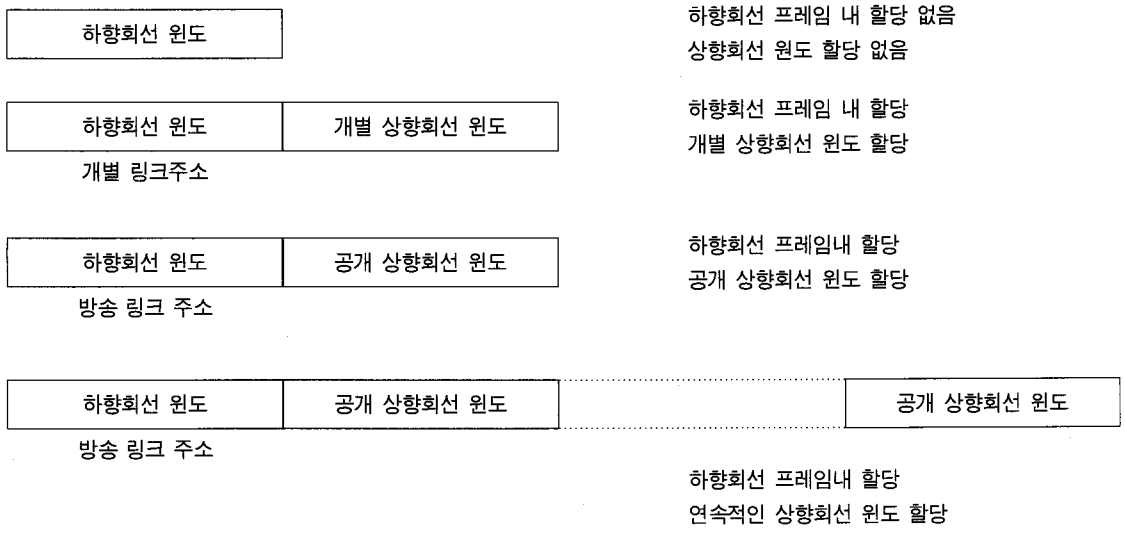 하향회선 윈도
하향회선 프레임 내 할당 없음
상향회선 원도 할당 없음
하향회선 윈도
개별 상향회선 윈도
개별 링크주소
하향회선 프레임 내 할당
개별 상향회선 윈도 할당
하향회선 윈도
공개 상향회선 윈도
방송 링크 주소
하향회선 프레임내 할당
공개 상향회선 윈도 할당
하향회선 윈도
공개 상향회선 윈도
공개 상향회선 윈도
방송 링크 주소
하향회선 프레임내 할당
연속적인 상향회선 윈도 할당